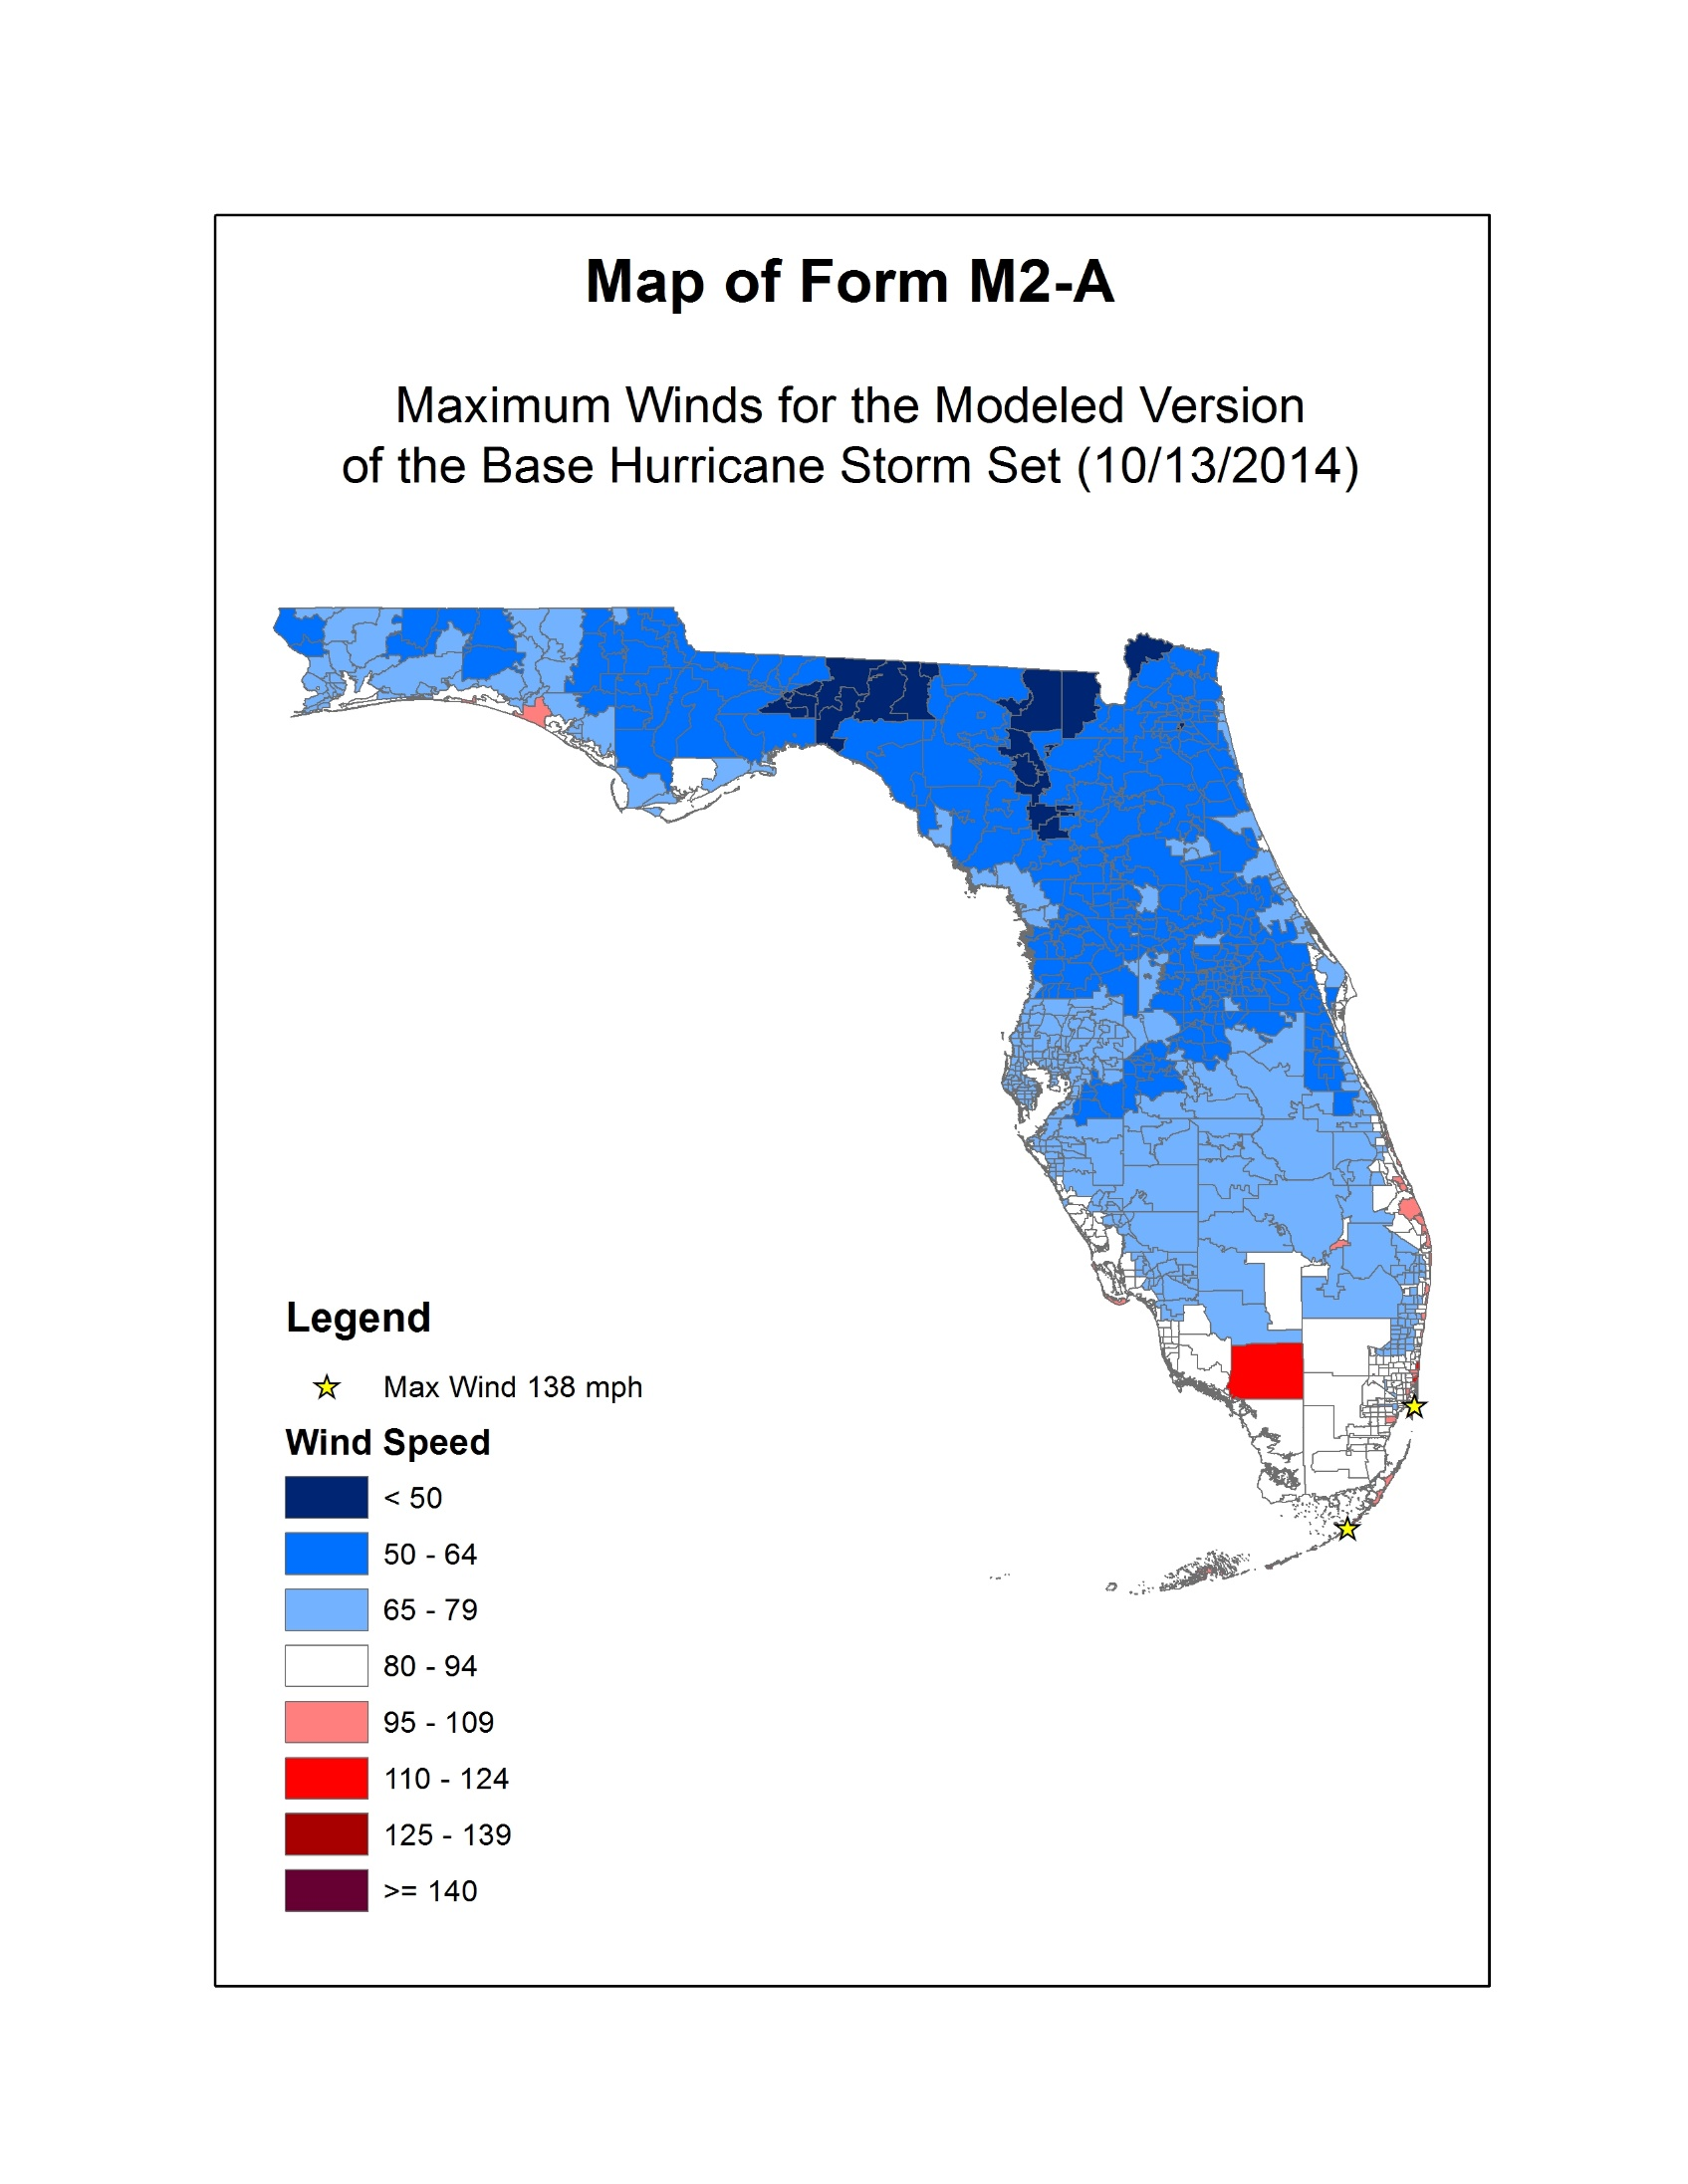 Map of Form M2-A
Maximum Winds for the Modeled Version
of the Base Hurricane Storm Set (10/13/2014)
Legend
Max Wind 138 mph
Wind Speed
< 50
50 - 64
65 - 79
80 - 94
95 - 109
110 - 124
125 - 139
>= 140